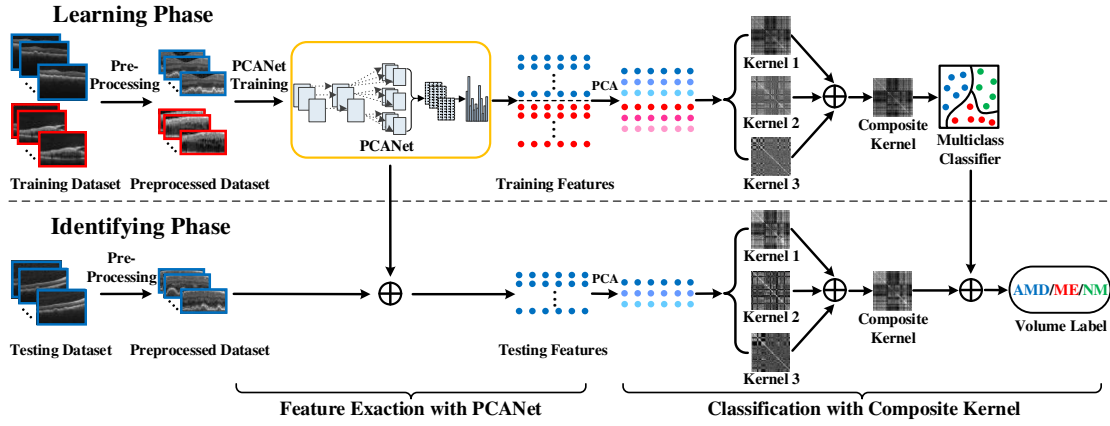 Learning Phase
Pre-
Processing
PCANet
Training
PCANet
Training Dataset
Preprocessed Dataset
Training Features
PCA
Kernel 1
Kernel 2
Kernel 3
Composite
Kernel
Multiclass
Classifier
Identifying Phase
Pre-
Processing
Testing Dataset
Preprocessed Dataset
Testing Features
PCA
Kernel 1
Kernel 2
Kernel 3
Composite
Kernel
AMD/ME/NM
Volume Label
Feature Exaction with PCANet
Classification with Composite Kernel